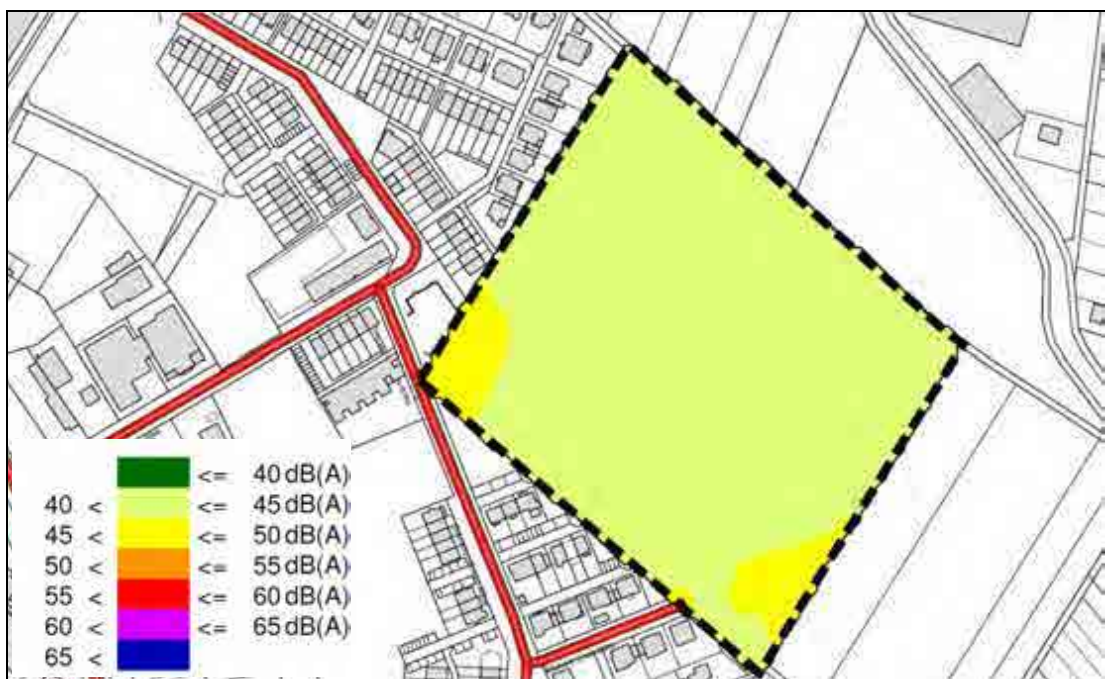 <= 40 dB(A)
40 < <= 45 dB(A)
45 < <= 50 dB(A)
50 < <= 55 dB(A)
55 < <= 60 dB(A)
60 < <= 65 dB(A)
65 <